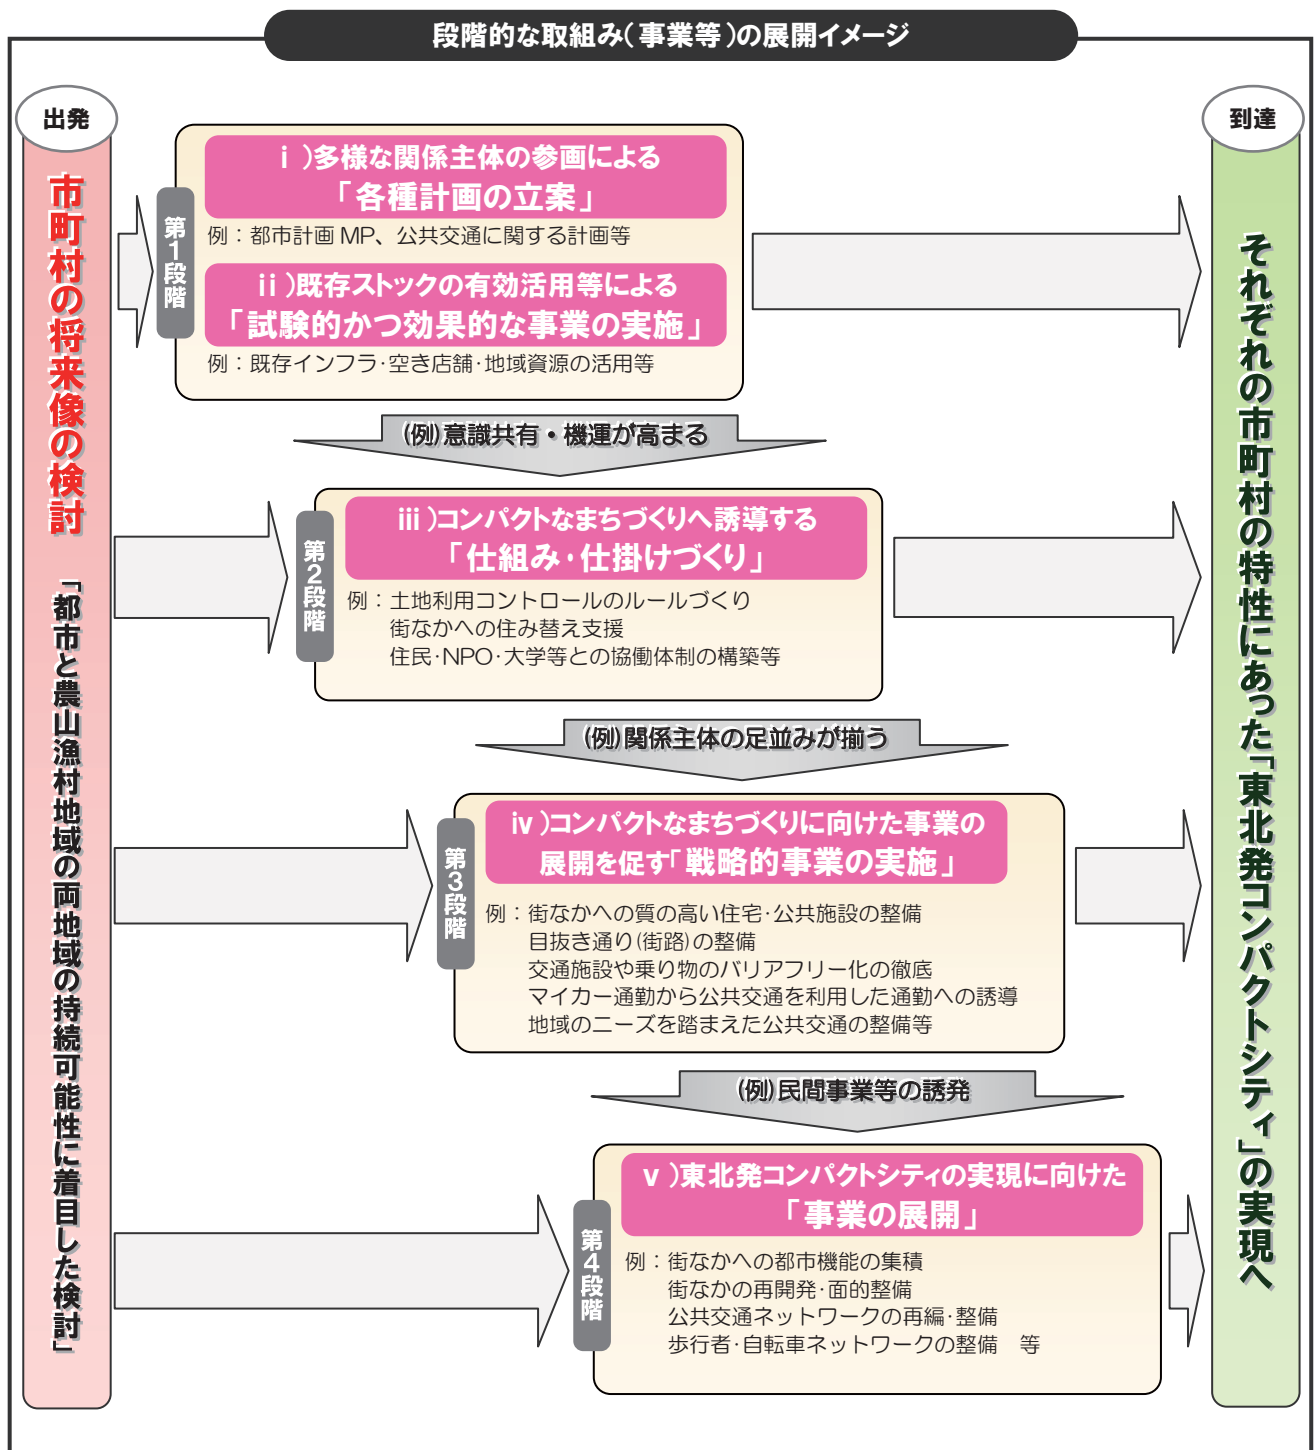 段階的な取組み(事業等)の展開イメージ
出発
市町村の将来像の検討
「都市と農山漁村地域の両地域の持続可能性に着目した検討」
第1段階
ⅰ)多様な関係主体の参画による
「各種計画の立案」
例：都市計画 MP、公共交通に関する計画等
ⅱ)既存ストックの有効活用等による
「試験的かつ効果的な事業の実施」
例：既存インフラ･空き店舗･地域資源の活用等
(例)意識共有・機運が高まる
第2段階
ⅲ)コンパクトなまちづくりへ誘導する
「仕組み･仕掛けづくり」
例：土地利用コントロールのルールづくり
街なかへの住み替え支援
住民･NPO･大学等との協働体制の構築等
(例)関係主体の足並みが揃う
第3段階
ⅳ)コンパクトなまちづくりに向けた事業の
展開を促す「戦略的事業の実施」
例：街なかへの質の高い住宅･公共施設の整備
目抜き通り(街路)の整備
交通施設や乗り物のバリアフリー化の徹底
マイカー通勤から公共交通を利用した通勤への誘導
地域のニーズを踏まえた公共交通の整備等
(例)民間事業等の誘発
第4段階
ⅴ)東北発コンパクトシティの実現に向けた
「事業の展開」
例：街なかへの都市機能の集積
街なかの再開発･面的整備
公共交通ネットワークの再編･整備
歩行者･自転車ネットワークの整備　等
到達
それぞれの市町村の特性にあった「東北発コンパクトシティ」の実現へ